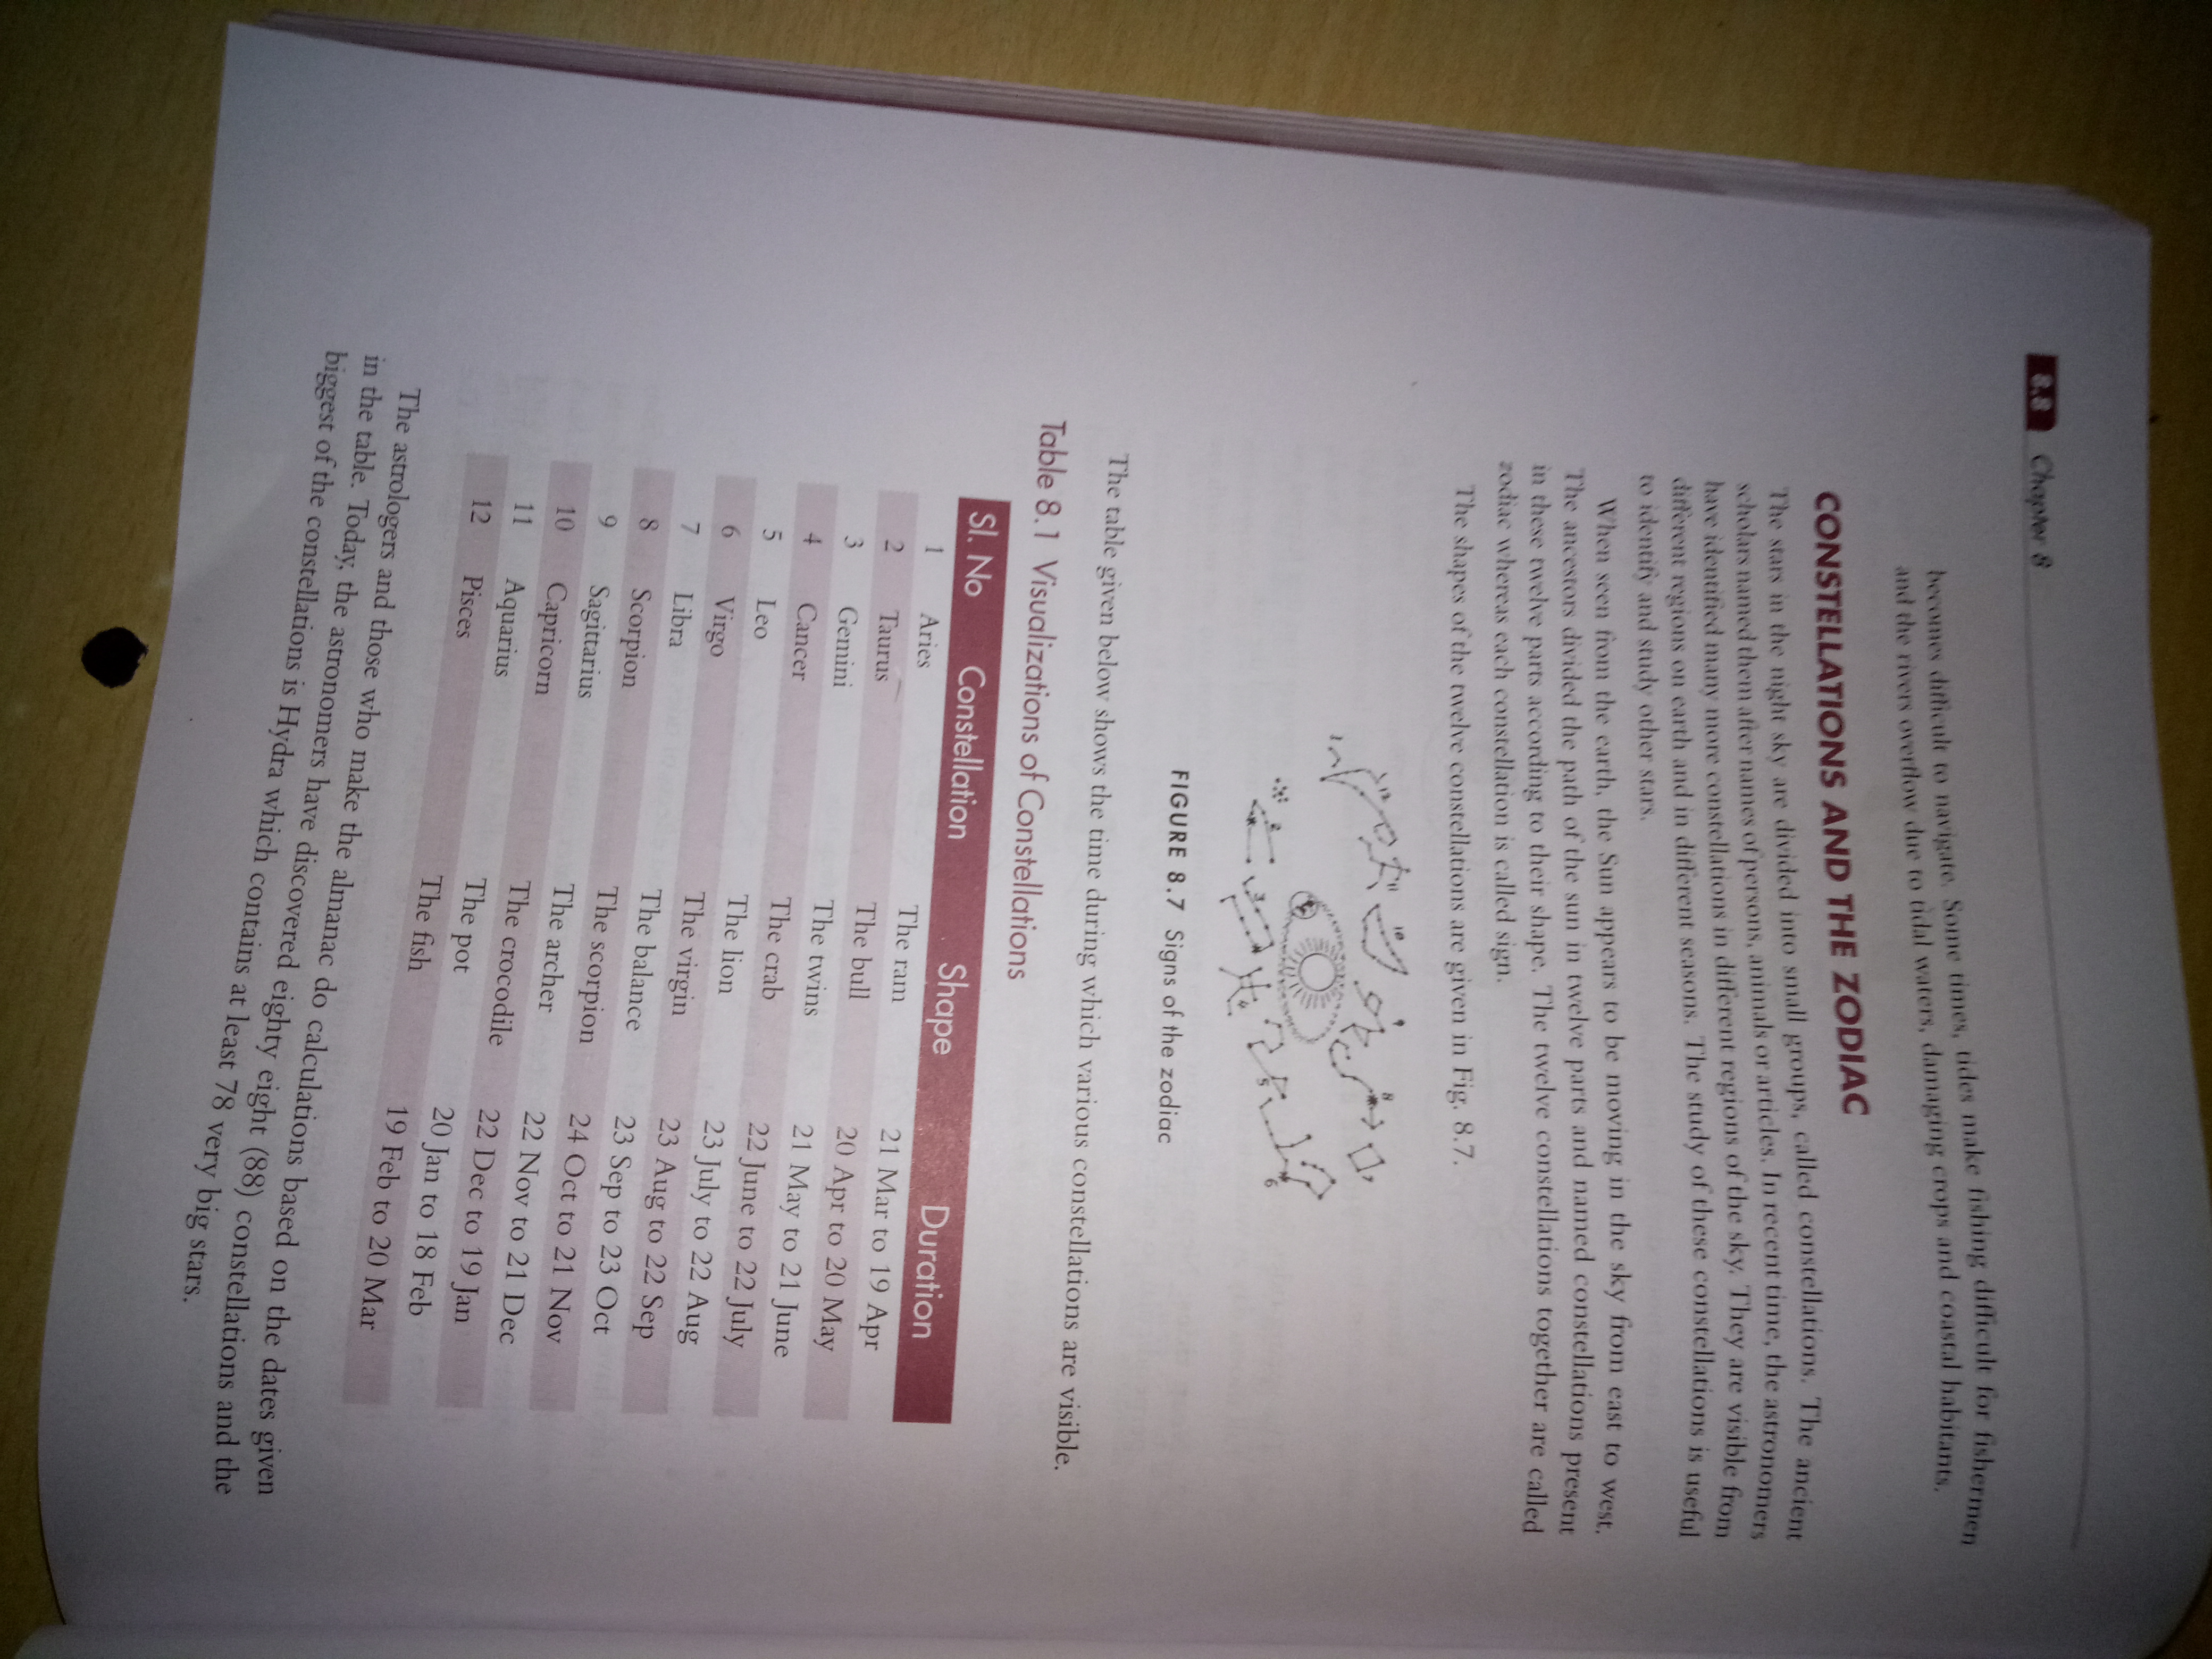 8.8 Chapter 8
becomes difficult to navigate. Some times, tides make fishing difficult for fishermen
and the rivers overflow due to tidal waters, damaging crops and coastal habitants.
CONSTELLATIONS AND THE ZODIAC
The stars in the night sky are divided into small groups, called constellations. The ancient
scholars named them after names of persons, animals or articles. In recent time, the astronomers
have identified many more constellations in different regions of the sky. They are visible from
different regions on earth and in different seasons. The study of these constellations is useful
to identify and study other stars.
When seen from the earth, the Sun appears to be moving in the sky from east to west.
The ancestors divided the path of the sun in twelve parts and named constellations present
in these twelve parts according to their shape. The twelve constellations together are called
zodiac whereas each constellation is called sign.
The shapes of the twelve constellations are given in Fig. 8.7.
12 11 10 9 8 7
1
2 3 4 5 6
FIGURE 8.7 Signs of the zodiac
The table given below shows the time during which various constellations are visible.
Table 8.1 Visualizations of Constellations
Sl. No Constellation Shape Duration
1 Aries The ram 21 Mar to 19 Apr
2 Taurus The bull 20 Apr to 20 May
3 Gemini The twins 21 May to 21 June
4 Cancer The crab 22 June to 22 July
5 Leo The lion 23 July to 22 Aug
6 Virgo The virgin 23 Aug to 22 Sep
7 Libra The balance 23 Sep to 23 Oct
8 Scorpion The scorpion 24 Oct to 21 Nov
9 Sagittarius The archer 22 Nov to 21 Dec
10 Capricorn The crocodile 22 Dec to 19 Jan
11 Aquarius The pot 20 Jan to 18 Feb
12 Pisces The fish 19 Feb to 20 Mar
The astrologers and those who make the almanac do calculations based on the dates given
in the table. Today, the astronomers have discovered eighty eight (88) constellations and the
biggest of the constellations is Hydra which contains at least 78 very big stars.